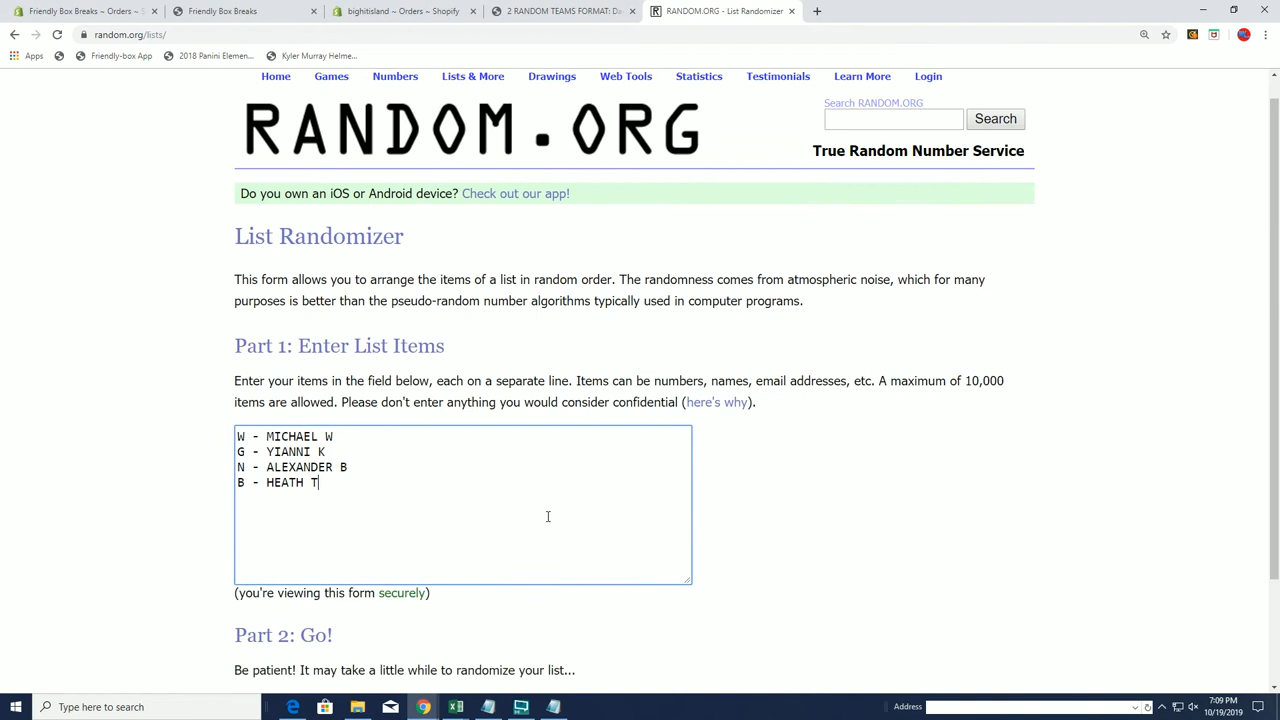 Friendly Box Breaks ~ Orders ~ S
Friendly Box Breaks
bighitisland ~ Orders ~ Shopify
2 RANDOM TEAMS FORMAT: Da
RANDOM.ORG - List Randomizer
random.org/lists/
Apps
Friendly-box App
2018 Panini Elemen...
Kyler Murray Helme...
Home
Games
Numbers
Lists & More
Drawings
Web Tools
Statistics
Testimonials
Learn More
Login
RANDOM.ORG
Search RANDOM.ORG
Search
True Random Number Service
Do you own an iOS or Android device? Check out our app!
List Randomizer
This form allows you to arrange the items of a list in random order. The randomness comes from atmospheric noise, which for many
purposes is better than the pseudo-random number algorithms typically used in computer programs.
Part 1: Enter List Items
Enter your items in the field below, each on a separate line. Items can be numbers, names, email addresses, etc. A maximum of 10,000
items are allowed. Please don't enter anything you would consider confidential (here's why).
W - MICHAEL W
G - YIANNI K
N - ALEXANDER B
B - HEATH T
(you're viewing this form securely)
Part 2: Go!
Be patient! It may take a little while to randomize your list...
Type here to search
Address
7:09 PM
10/19/2019